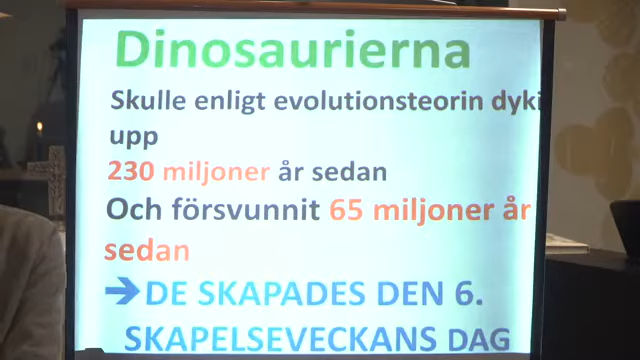 Dinosaurierna
Skulle enligt evolutionsteorin dyki
upp
230 miljoner år sedan
Och försvunnit 65 miljoner år
sedan
➔DE SKAPADES DEN 6.
SKAPELSEVECKANS DAG